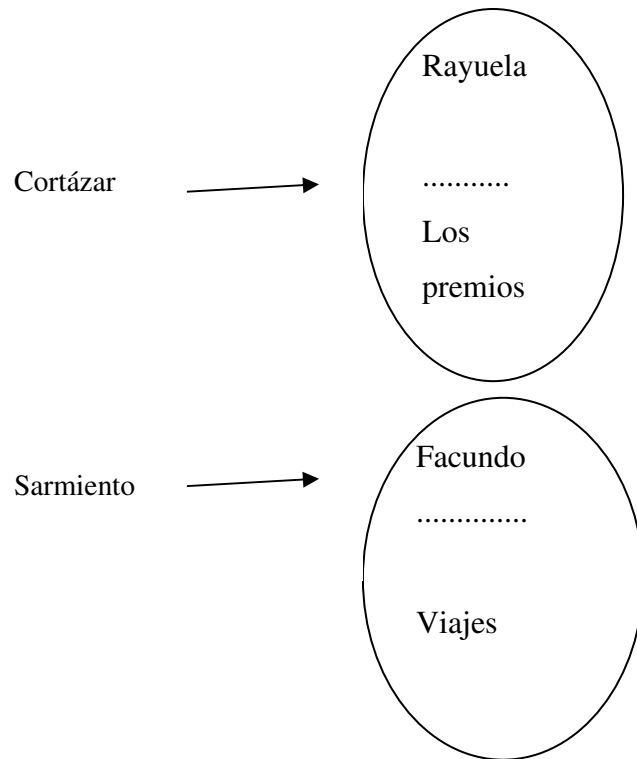 Rayuela
Cortázar
...........
Los
premios
Facundo
Sarmiento
..............
Viajes